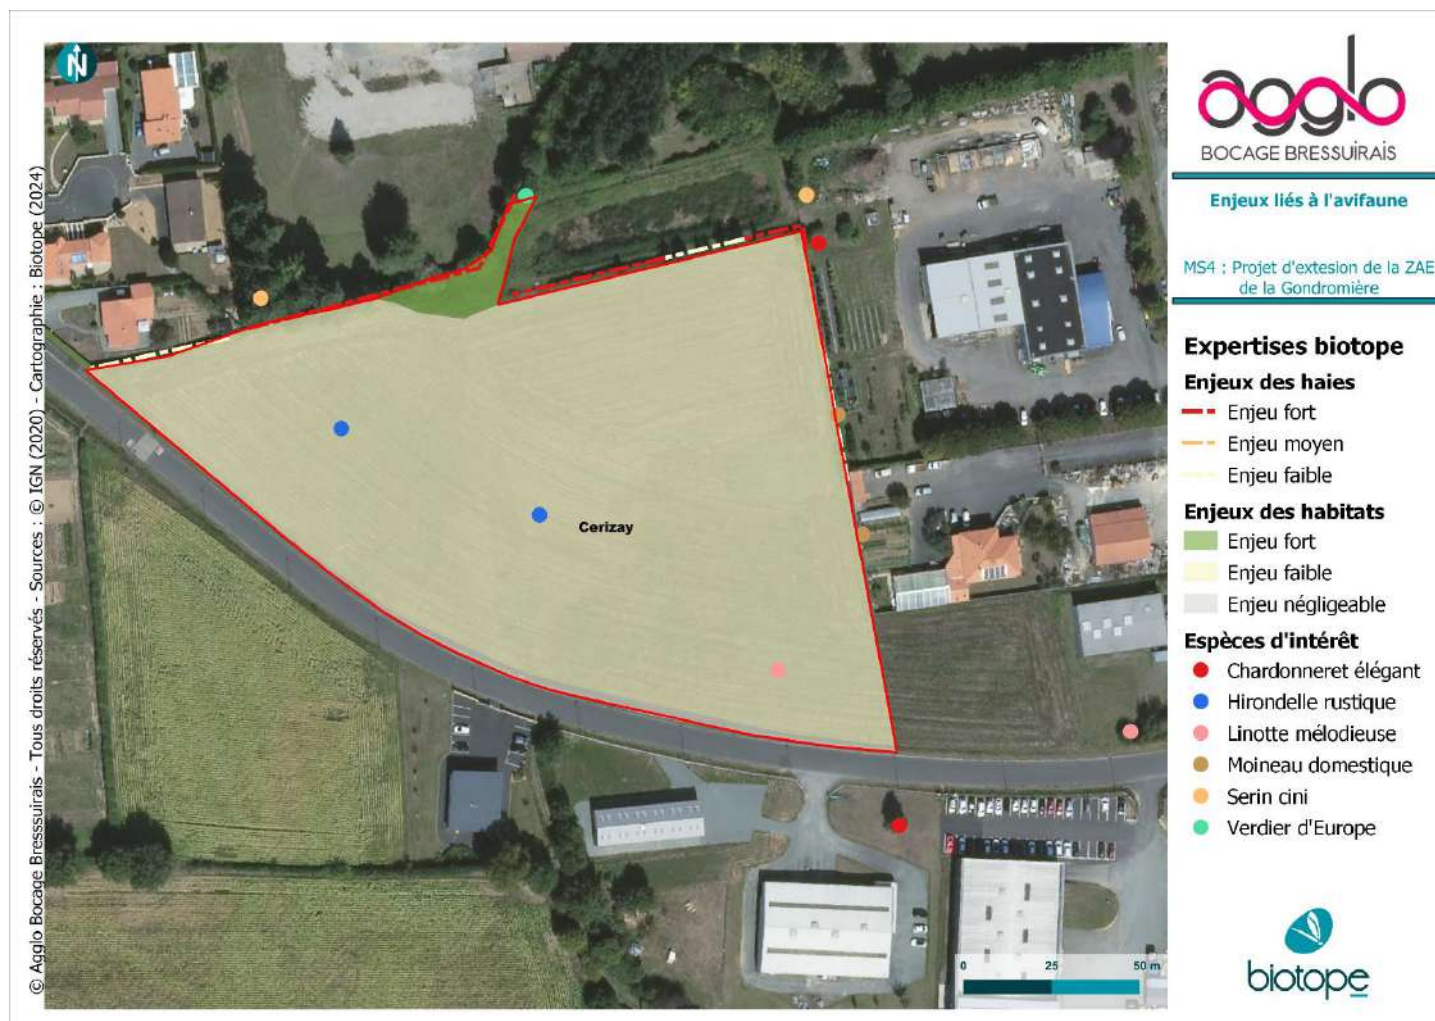 N
© Agglo Bocage Bresssuirais - Tous droits réservés - Sources : © IGN (2020) - Cartographie : Biotope (2024)
Cerizay
0 25 50 m
agglo
BOCAGE BRESSUIRAIS
Enjeux liés à l'avifaune
MS4 : Projet d'extesion de la ZAE
de la Gondromière
Expertises biotope
Enjeux des haies
Enjeu fort
Enjeu moyen
Enjeu faible
Enjeux des habitats
Enjeu fort
Enjeu faible
Enjeu négligeable
Espèces d'intérêt
Chardonneret élégant
Hirondelle rustique
Linotte mélodieuse
Moineau domestique
Serin cini
Verdier d'Europe
biotope